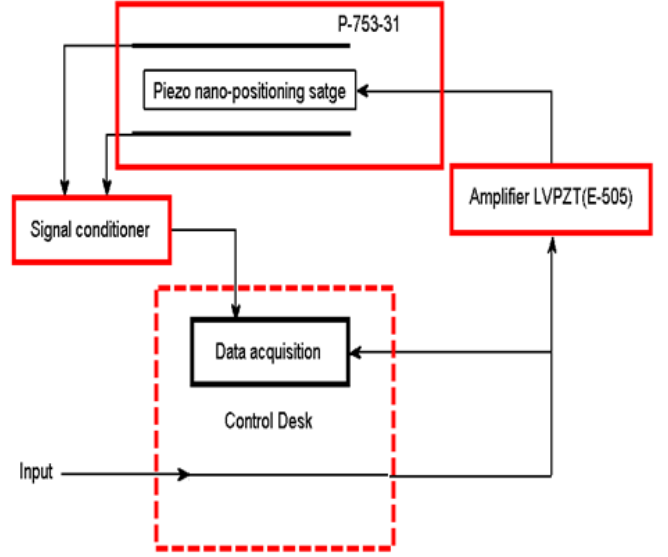 P-753-31
Piezo nano-positioning satge
Amplifier LVPZT(E-505)
Signal conditioner
Data acquisition
Control Desk
Input